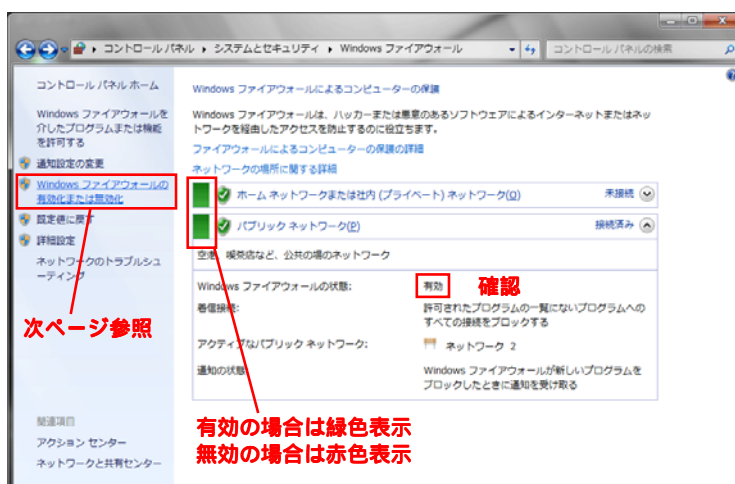 コントロール パネル ▸ システムとセキュリティ ▸ Windows ファイアウォール
コントロール パネルの検索
コントロール パネル ホーム
Windows ファイアウォールを
介したプログラムまたは機能
を許可する
通知設定の変更
Windows ファイアウォールの
有効化または無効化
既定値に戻す
詳細設定
ネットワークのトラブルシュ
ーティング
次ページ参照
関連項目
アクション センター
ネットワークと共有センター
Windows ファイアウォールによるコンピューターの保護
Windows ファイアウォールは、ハッカーまたは悪意のあるソフトウェアによるインターネットまたはネッ
トワークを経由したアクセスを防止するのに役立ちます。
ファイアウォールによるコンピューターの保護の詳細
ネットワークの場所に関する詳細
ホーム ネットワークまたは社内 (プライベート) ネットワーク(O) 未接続
パブリック ネットワーク(P) 接続済み
空港、喫茶店など、公共の場のネットワーク
Windows ファイアウォールの状態: 有効 確認
着信接続: 許可されたプログラムの一覧にないプログラムへの
すべての接続をブロックする
アクティブなパブリック ネットワーク: ネットワーク 2
通知の状態: Windows ファイアウォールが新しいプログラムを
ブロックしたときに通知を受け取る
有効の場合は緑色表示
無効の場合は赤色表示